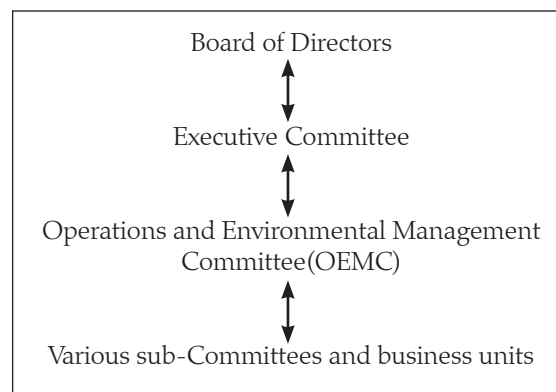 Board of Directors
Executive Committee
Operations and Environmental Management
Committee(OEMC)
Various sub-Committees and business units